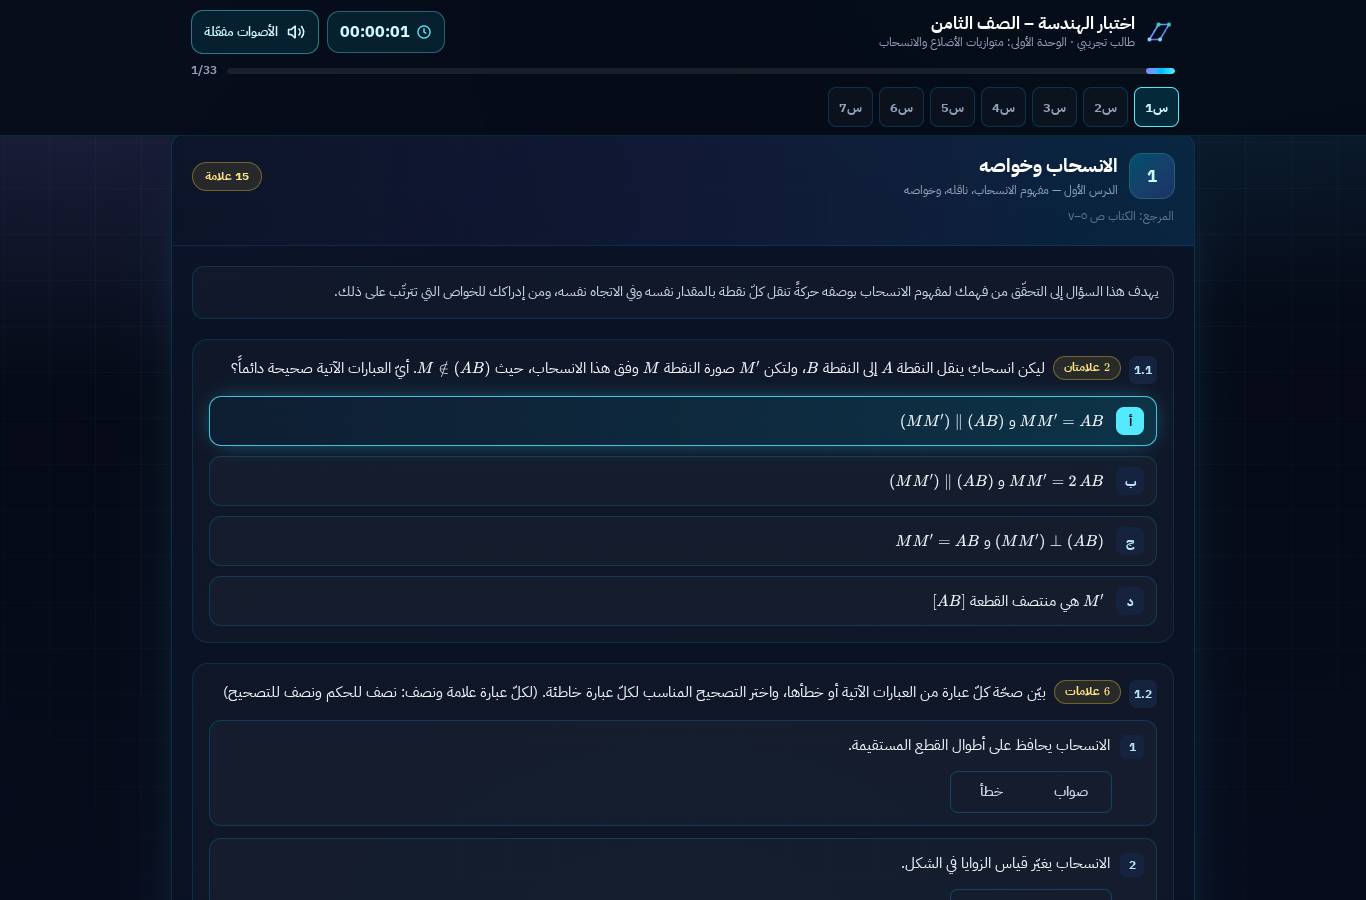 اختبار الهندسة – الصف الثامن
طالب تجريبي · الوحدة الأولى: متوازيات الأضلاع والانسحاب
00:00:01
الأصوات مفعّلة
1/33
س1 س2 س3 س4 س5 س6 س7
1
الانسحاب وخواصه
الدرس الأول — مفهوم الانسحاب، ناقله، وخواصه
المرجع: الكتاب ص ٥–٧
15 علامة
يهدف هذا السؤال إلى التحقّق من فهمك لمفهوم الانسحاب بوصفه حركةً تنقل كلّ نقطة بالمقدار نفسه وفي الاتجاه نفسه، ومن إدراكك للخواص التي تترتّب على ذلك.
1.1 2 علامتان ليكن انسحابٌ ينقل النقطة A إلى النقطة B، ولتكن M′ صورة النقطة M وفق هذا الانسحاب، حيث M ∉ (AB). أيّ العبارات الآتية صحيحة دائماً؟
أ MM′ = AB و (MM′) ∥ (AB)
ب MM′ = 2 AB و (MM′) ∥ (AB)
ج (MM′) ⊥ (AB) و MM′ = AB
د M′ هي منتصف القطعة [AB]
1.2 6 علامات بيّن صحّة كلّ عبارة من العبارات الآتية أو خطأها، واختر التصحيح المناسب لكلّ عبارة خاطئة. (لكلّ عبارة علامة ونصف: نصف للحكم ونصف للتصحيح)
1 الانسحاب يحافظ على أطوال القطع المستقيمة.
صواب خطأ
2 الانسحاب يغيّر قياس الزوايا في الشكل.